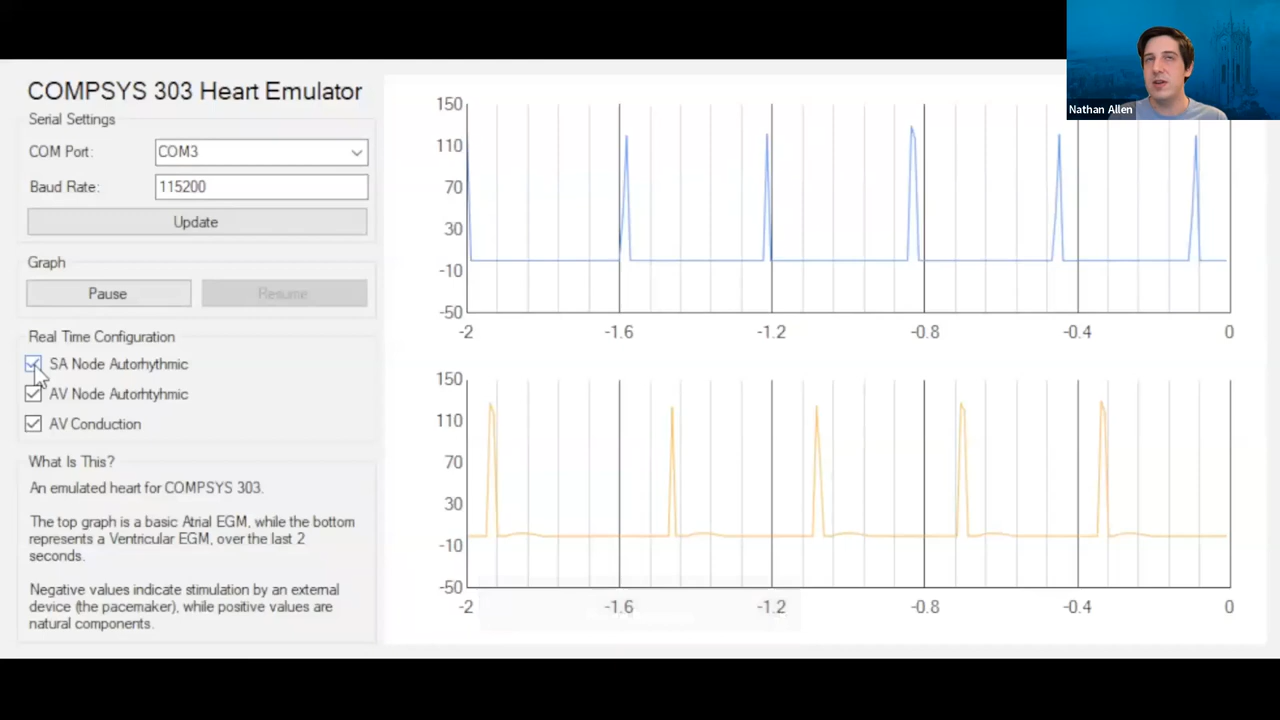 COMPSYS 303 Heart Emulator
Serial Settings
COM Port:
COM3
Baud Rate:
115200
Update
Graph
Pause
Resume
Real Time Configuration
SA Node Autorhythmic
AV Node Autorhtyhmic
AV Conduction
What Is This?
An emulated heart for COMPSYS 303.
The top graph is a basic Atrial EGM, while the bottom
represents a Ventricular EGM, over the last 2
seconds.
Negative values indicate stimulation by an external
device (the pacemaker), while positive values are
natural components.
150
110
70
30
-10
-50
-2
-1.6
-1.2
-0.8
-0.4
0
150
110
70
30
-10
-50
-2
-1.6
-1.2
-0.8
-0.4
0
Nathan Allen